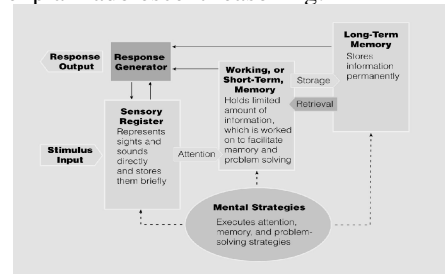 Long-Term
Memory
Stores
information
permanently
Response
Output
Response
Generator
Working, or
Short-Term,
Memory
Holds limited
amount of
information,
which is worked
on to facilitate
memory and
problem solving
Storage
Retrieval
Sensory
Register
Represents
sights and
sounds
directly
and stores
them briefly
Stimulus
Input
Attention
Mental Strategies
Executes attention,
memory, and problem-
solving strategies